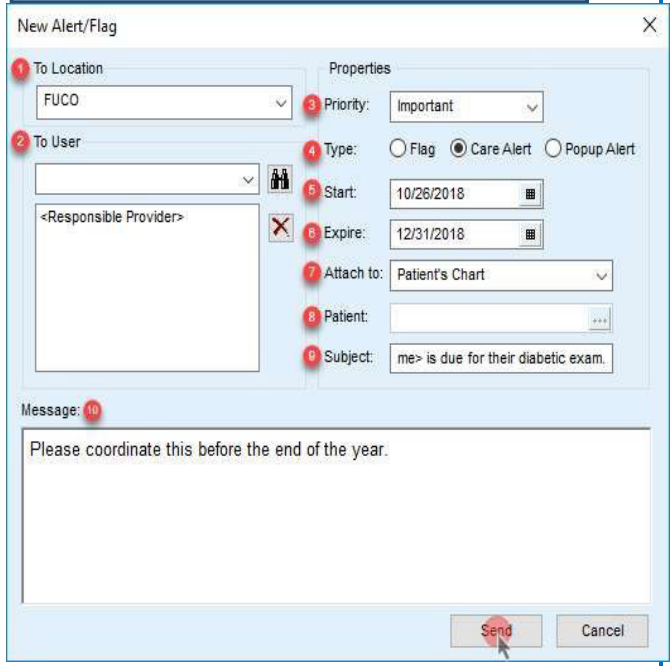 New Alert/Flag
1 To Location
FUCO
2 To User
<Responsible Provider>
Properties
3 Priority: Important
4 Type: Flag Care Alert Popup Alert
5 Start: 10/26/2018
6 Expire: 12/31/2018
7 Attach to: Patient's Chart
8 Patient: ...
9 Subject: me> is due for their diabetic exam.
Message: 10
Please coordinate this before the end of the year.
Send Cancel